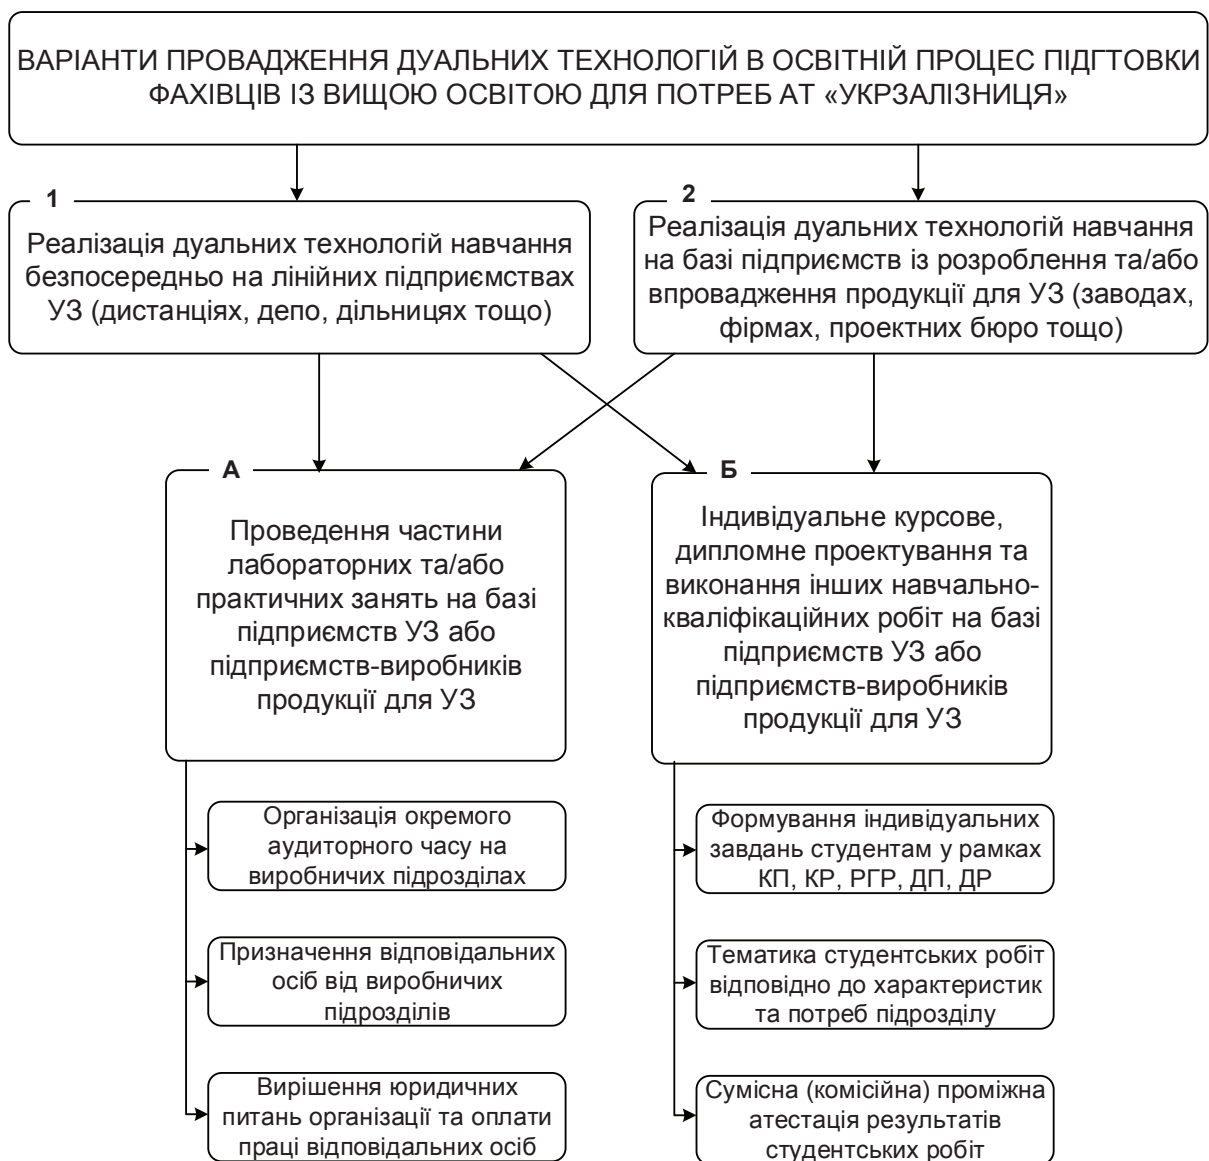 ВАРІАНТИ ПРОВАДЖЕННЯ ДУАЛЬНИХ ТЕХНОЛОГІЙ В ОСВІТНІЙ ПРОЦЕС ПІДГТОВКИ
ФАХІВЦІВ ІЗ ВИЩОЮ ОСВІТОЮ ДЛЯ ПОТРЕБ АТ «УКРЗАЛІЗНИЦЯ»
1
Реалізація дуальних технологій навчання
безпосередньо на лінійних підприємствах
УЗ (дистанціях, депо, дільницях тощо)
2
Реалізація дуальних технологій навчання
на базі підприємств із розроблення та/або
впровадження продукції для УЗ (заводах,
фірмах, проектних бюро тощо)
А
Проведення частини
лабораторних та/або
практичних занять на базі
підприємств УЗ або
підприємств-виробників
продукції для УЗ
Б
Індивідуальне курсове,
дипломне проектування та
виконання інших навчально-
кваліфікаційних робіт на базі
підприємств УЗ або
підприємств-виробників
продукції для УЗ
Організація окремого
аудиторного часу на
виробничих підрозділах
Призначення відповідальних
осіб від виробничих
підрозділів
Вирішення юридичних
питань організації та оплати
праці відповідальних осіб
Формування індивідуальних
завдань студентам у рамках
КП, КР, РГР, ДП, ДР
Тематика студентських робіт
відповідно до характеристик
та потреб підрозділу
Сумісна (комісійна) проміжна
атестація результатів
студентських робіт